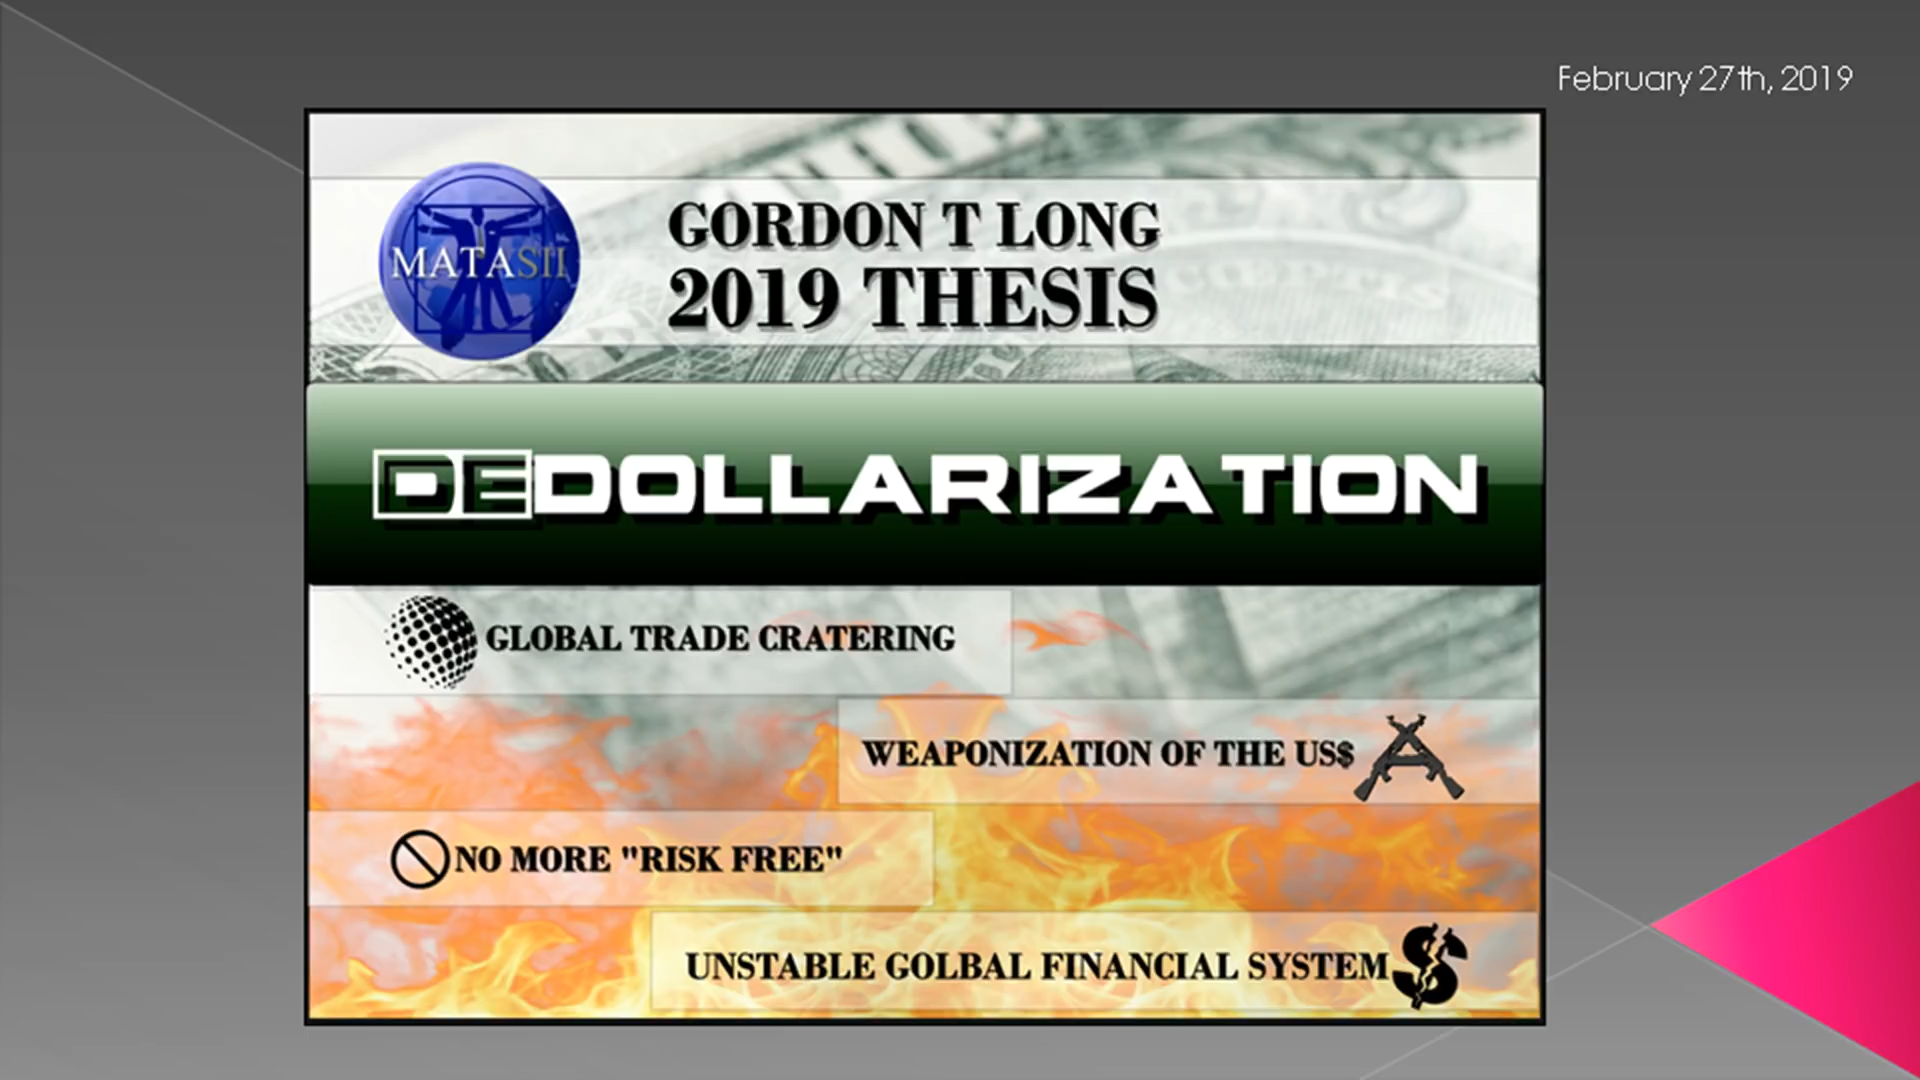 February 27th, 2019
MATASII
GORDON T LONG
2019 THESIS
DEDOLLARIZATION
GLOBAL TRADE CRATERING
WEAPONIZATION OF THE US$
NO MORE "RISK FREE"
UNSTABLE GOLBAL FINANCIAL SYSTEM